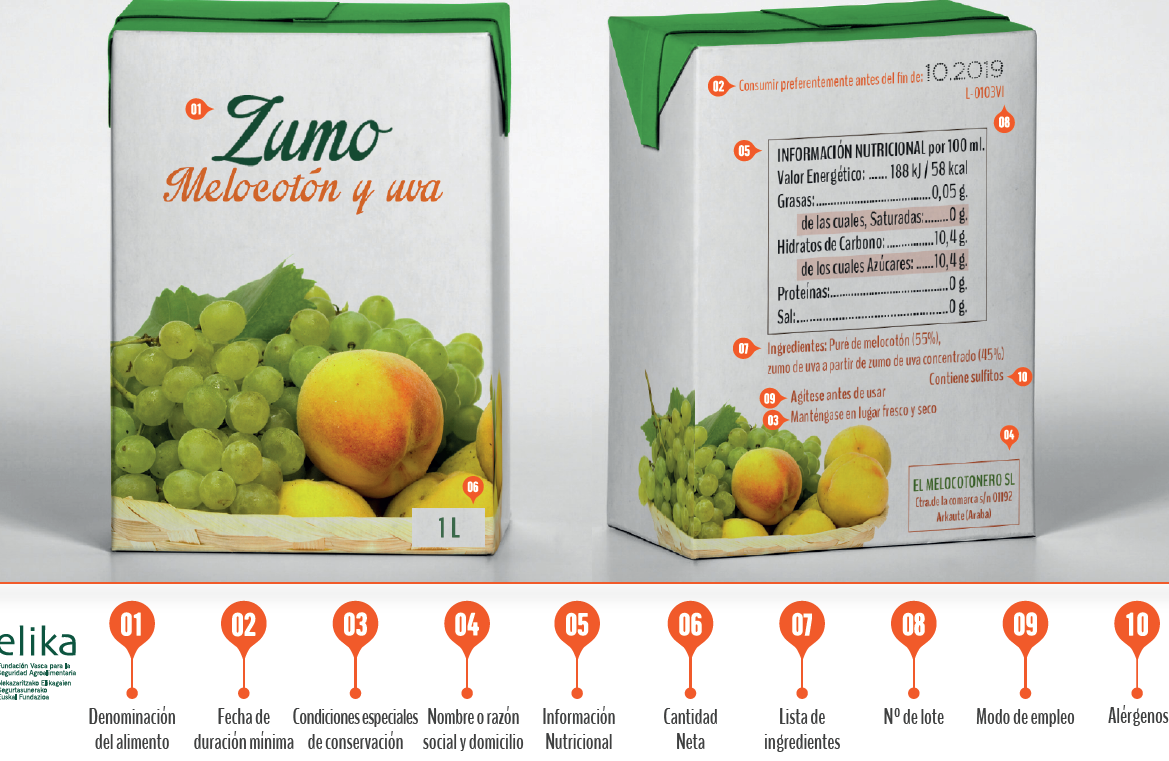 01
Zumo
Melocotón y uva
06
1 L
02 Consumir preferentemente antes del fin de: 10.2019
L-0103VI
08
05
INFORMACIÓN NUTRICIONAL por 100 ml.
Valor Energético: ...... 188 kJ / 58 kcal
Grasas:..............................0,05 g.
de las cuales, Saturadas:.......0 g.
Hidratos de Carbono: ............10,4 g.
de los cuales Azúcares: ......10,4 g.
Proteínas:..............................0 g.
Sal:.......................................0 g.
07 Ingredientes: Puré de melocotón (55%),
zumo de uva a partir de zumo de uva concentrado (45%)
Contiene sulfitos 10
09 Agítese antes de usar
03 Manténgase en lugar fresco y seco
04
EL MELOCOTONERO SL
Ctra.de la comarca s/n 01192
Arkaute (Araba)
elika
Fundación Vasca para la
Seguridad Agroalimentaria
Nekazaritzako Elikagaien
Segurtasunerako
Euskal Fundazioa
01
Denominación
del alimento
02
Fecha de
duración mínima
03
Condiciones especiales
de conservación
04
Nombre o razón
social y domicilio
05
Información
Nutricional
06
Cantidad
Neta
07
Lista de
ingredientes
08
Nº de lote
09
Modo de empleo
10
Alérgenos